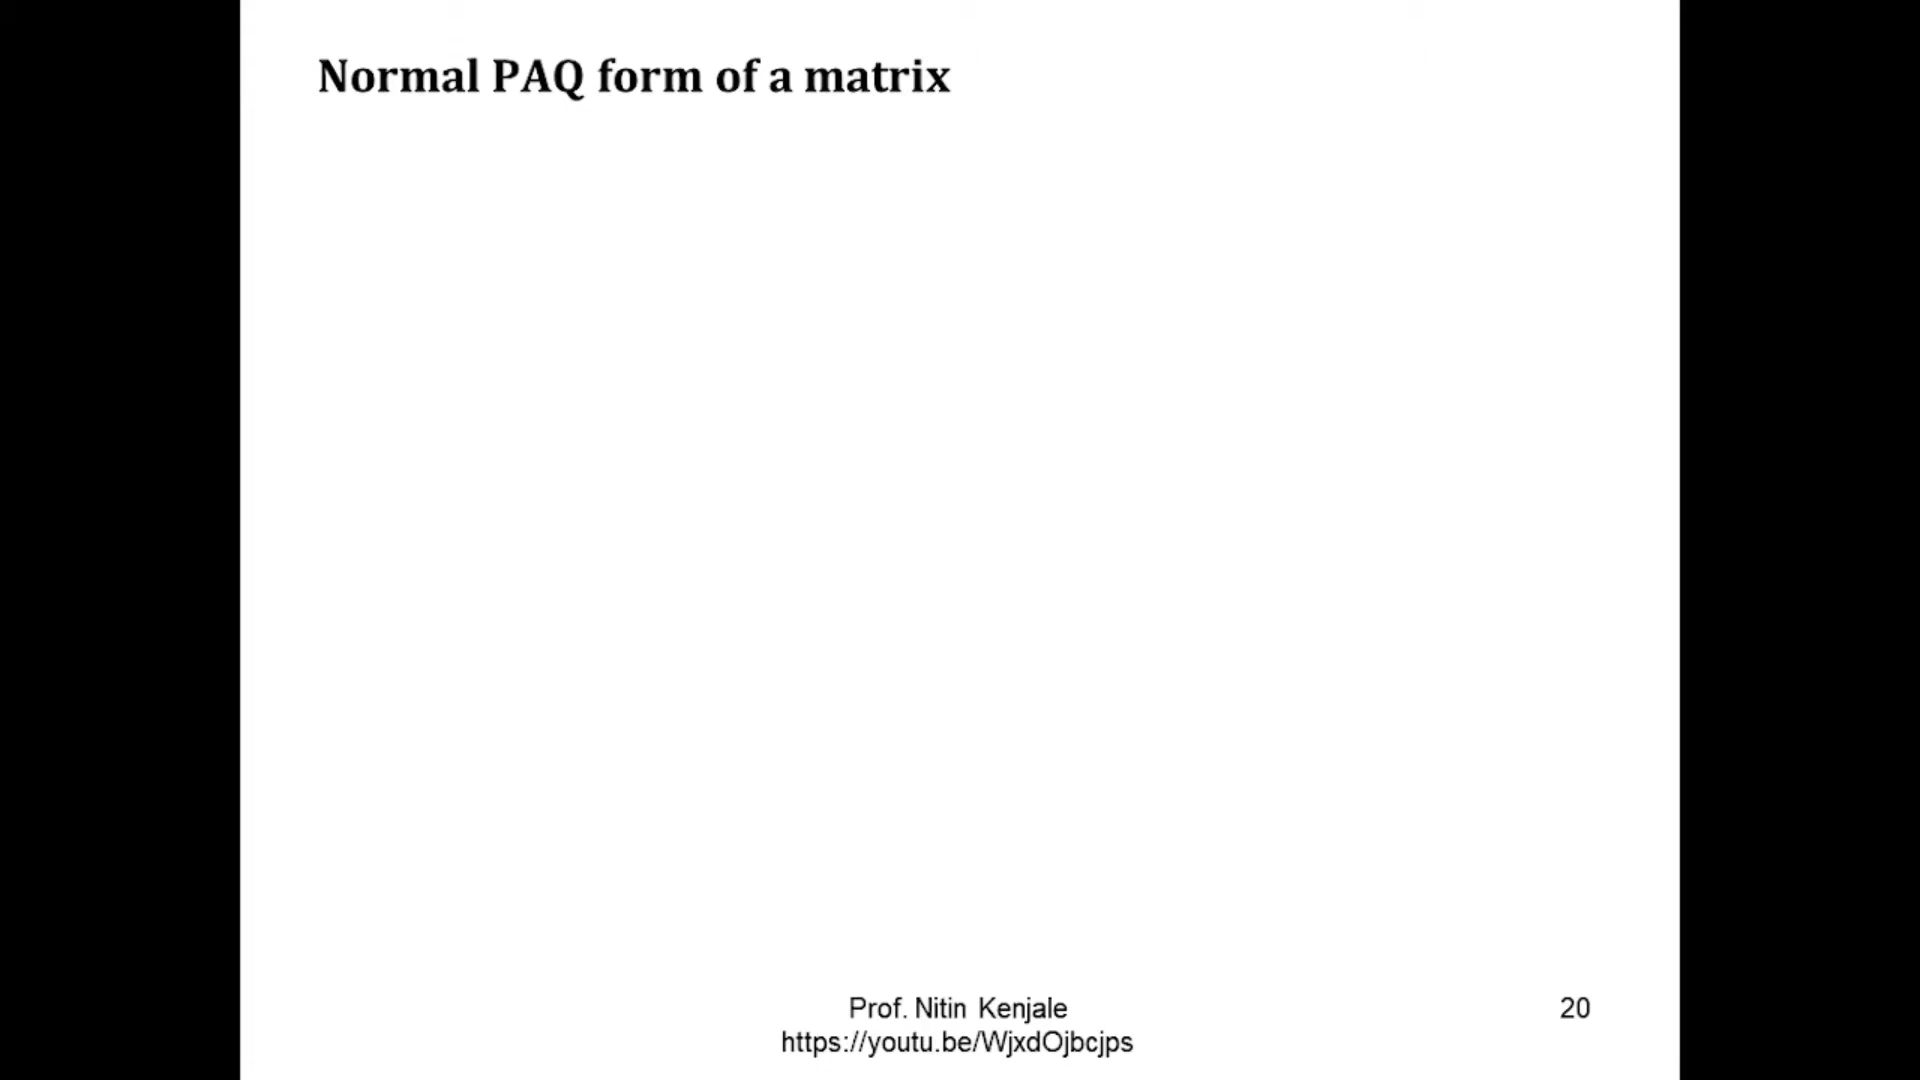 Normal PAQ form of a matrix
Prof. Nitin Kenjale
20
https://youtu.be/WjxdOjbcjps